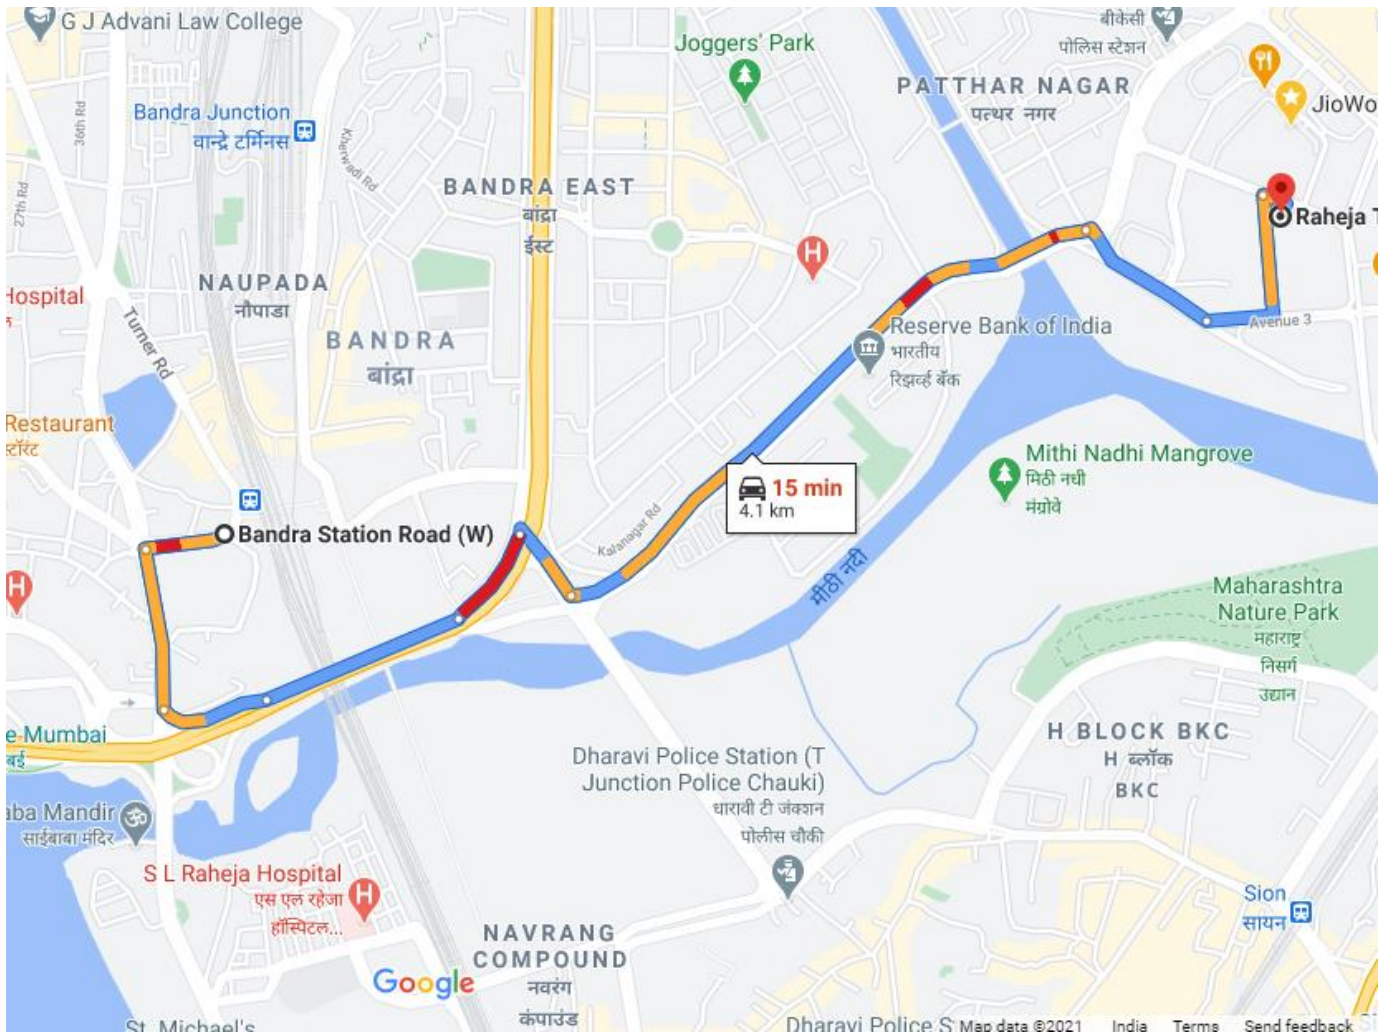 G J Advani Law College
बीकेसी
पोलिस स्टेशन
Joggers' Park
PATTHAR NAGAR
पत्थर नगर
JioWo
36th Rd
Bandra Junction
वान्द्रे टर्मिनस
Kherwadi Rd
27th Rd
BANDRA EAST
बांद्रा
ईस्ट
Raheja T
NAUPADA
नौपाडा
Hospital
ल
Turner Rd
BANDRA
बांद्रा
Reserve Bank of India
भारतीय
रिझर्व्ह बॅक
Avenue 3
Restaurant
स्टॉरंट
Mithi Nadhi Mangrove
मिठी नधी
मंग्रोवे
15 min
4.1 km
Bandra Station Road (W)
Kalanagar Rd
मीठी नदी
Maharashtra
Nature Park
महाराष्ट्र
निसर्ग
उद्यान
e Mumbai
बई
H BLOCK BKC
H ब्लॉक
BKC
Dharavi Police Station (T
Junction Police Chauki)
धारावी टी जंक्शन
पोलीस चौकी
aba Mandir
साईबाबा मंदिर
S L Raheja Hospital
एस एल रहेजा
हॉस्पिटल...
Sion
सायन
NAVRANG
COMPOUND
नवरंग
कंपाउंड
Google
St. Michael's
Dharavi Police S
Map data ©2021 India Terms Send feedback